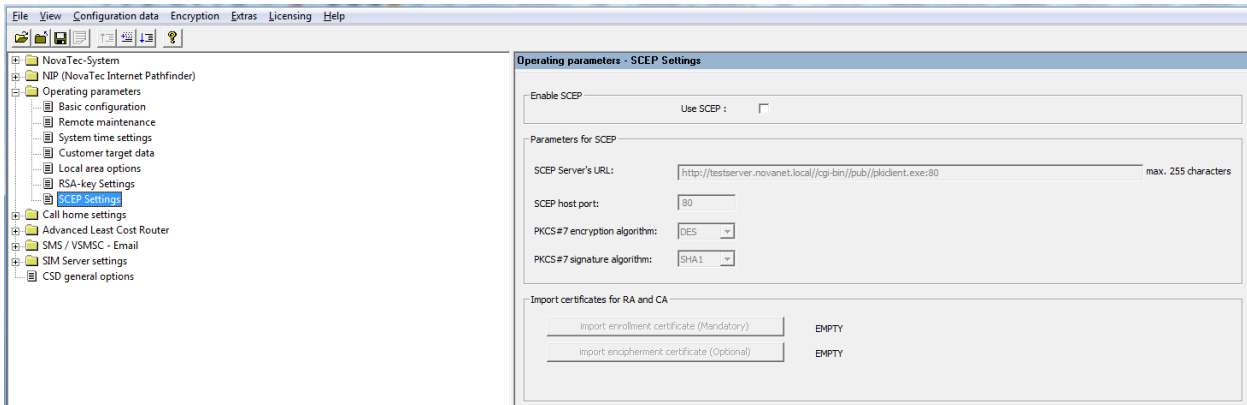 File View Configuration data Encryption Extras Licensing Help
NovaTec-System
NIP (NovaTec Internet Pathfinder)
Operating parameters
Basic configuration
Remote maintenance
System time settings
Customer target data
Local area options
RSA-key Settings
SCEP Settings
Call home settings
Advanced Least Cost Router
SMS / VSMSC - Email
SIM Server settings
CSD general options
Operating parameters - SCEP Settings
Enable SCEP
Use SCEP :
Parameters for SCEP
SCEP Server's URL: http://testserver.novanet.local//cgi-bin//pub//pkiclient.exe:80 max. 255 characters
SCEP host port: 80
PKCS#7 encryption algorithm: DES
PKCS#7 signature algorithm: SHA1
Import certificates for RA and CA
import enrollment certificate (Mandatory) EMPTY
import encipherment certificate (Optional) EMPTY